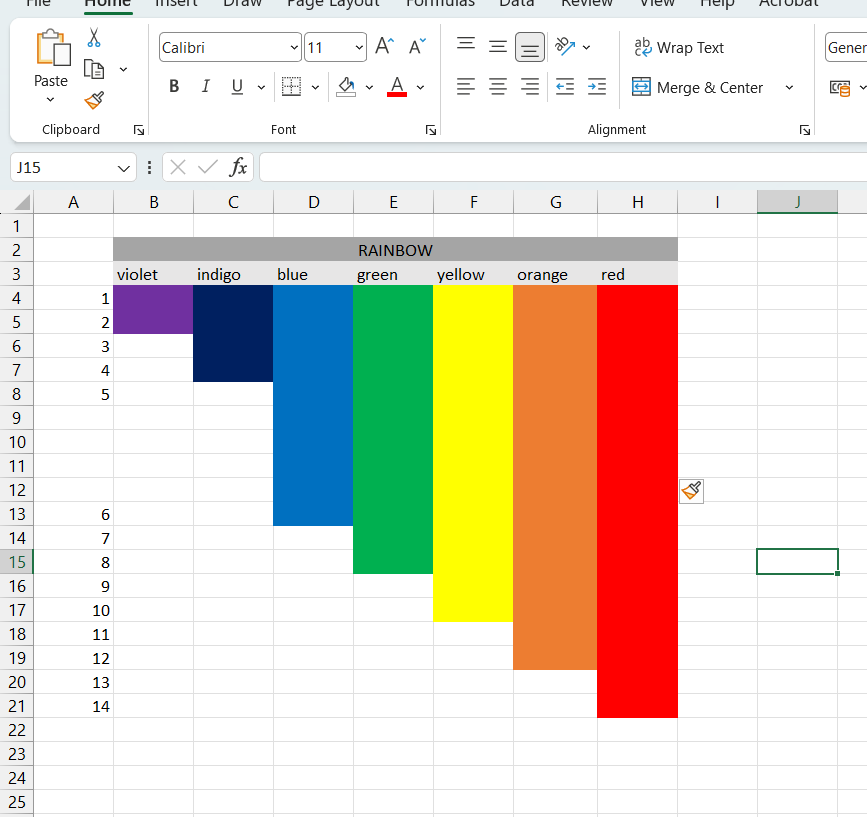 File Home Insert Draw Page Layout Formulas Data Review View Help Acrobat
Paste
Calibri 11
Wrap Text
Gener
B I U A
Merge & Center
Clipboard Font Alignment
J15 fx
A B C D E F G H I J
1
2 RAINBOW
3 violet indigo blue green yellow orange red
4 1
5 2
6 3
7 4
8 5
9
10
11
12
13 6
14 7
15 8
16 9
17 10
18 11
19 12
20 13
21 14
22
23
24
25